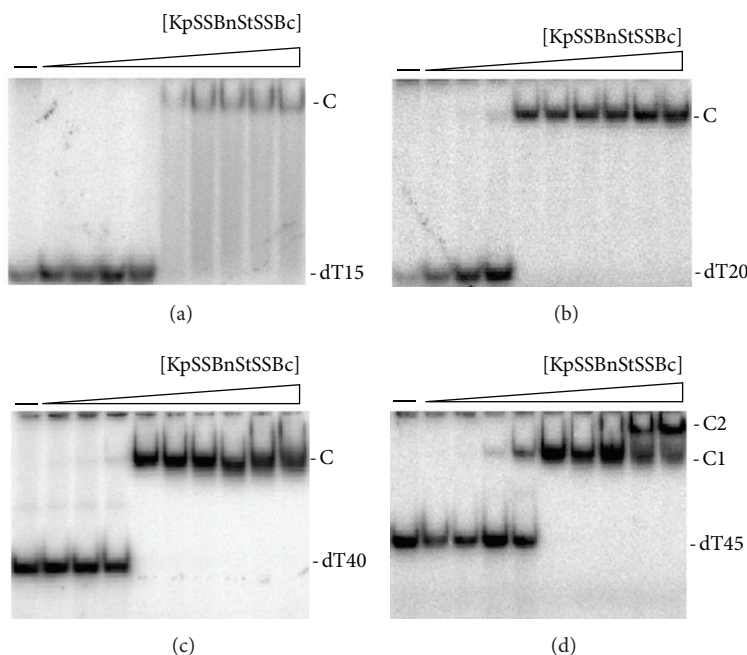 [KpSSBnStSSBc]
- C
- dT15
(a)
[KpSSBnStSSBc]
- C
- dT20
(b)
[KpSSBnStSSBc]
- C
- dT40
(c)
[KpSSBnStSSBc]
- C2
- C1
- dT45
(d)